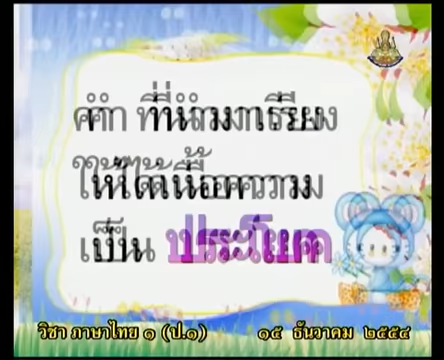 คำ ที่นำมาเรียง
ให้ได้เนื้อความ
เป็น ประโยค
วิชา ภาษาไทย ๑ (ป.๑) ๑๕ ธันวาคม ๒๕๕๔